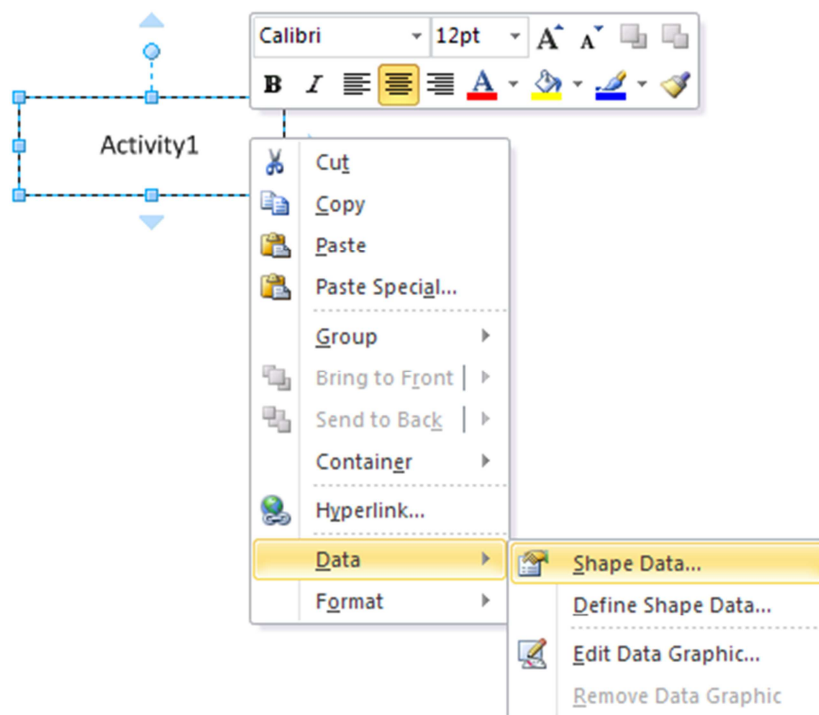 Calibri 12pt A A
B I A
Activity1
Cut
Copy
Paste
Paste Special...
Group
Bring to Front
Send to Back
Container
Hyperlink...
Data
Shape Data...
Format
Define Shape Data...
Edit Data Graphic...
Remove Data Graphic